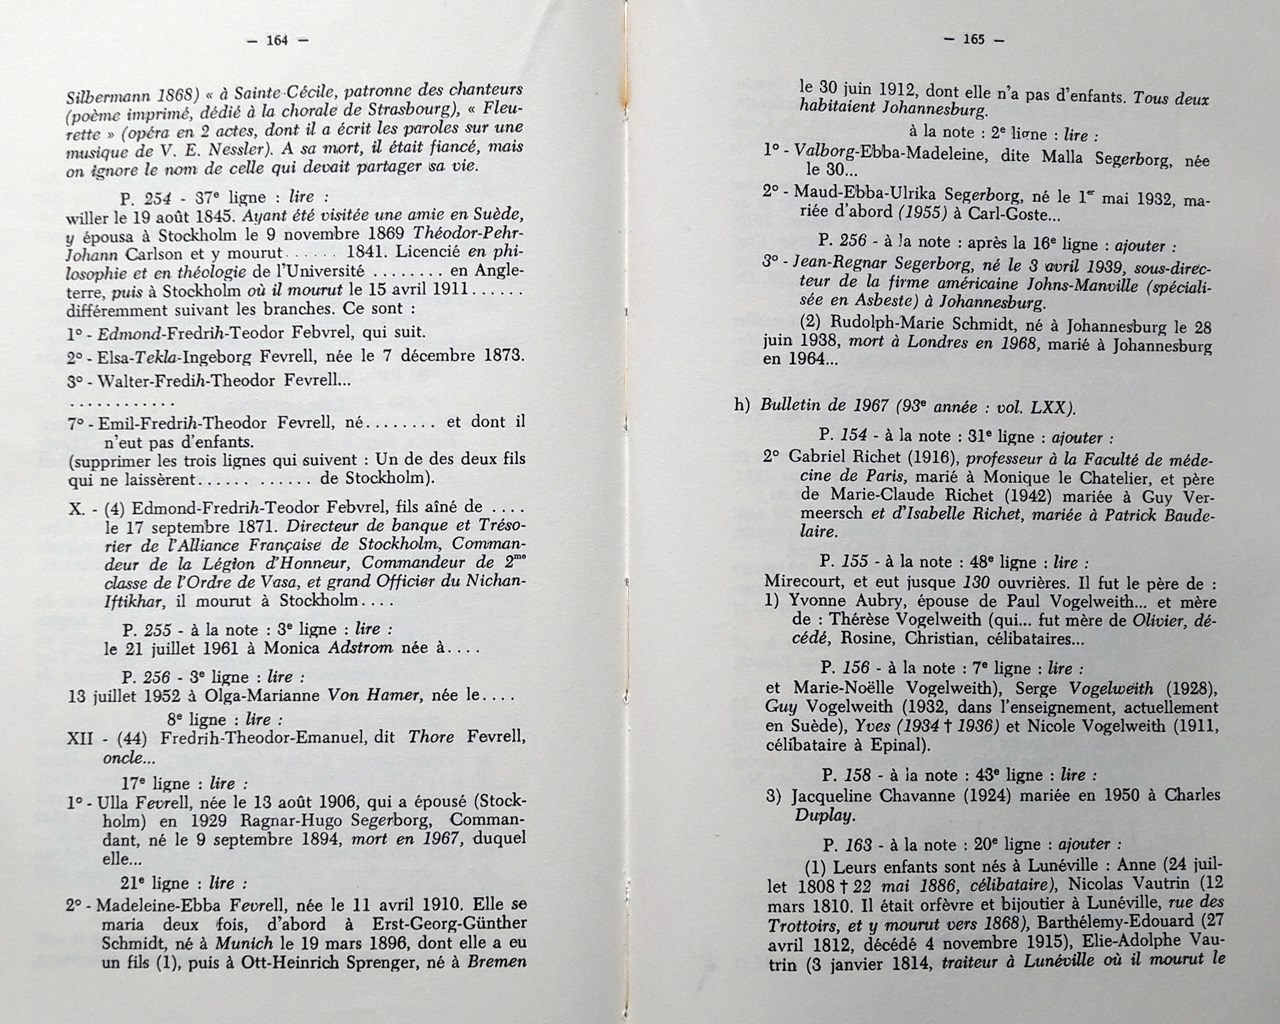 — 164 —
Silbermann 1868) « à Sainte-Cécile, patronne des chanteurs
(poème imprimé, dédié à la chorale de Strasbourg), « Fleu-
rette » (opéra en 2 actes, dont il a écrit les paroles sur une
musique de V. E. Nessler). A sa mort, il était fiancé, mais
on ignore le nom de celle qui devait partager sa vie.
P. 254 - 37e ligne : lire :
willer le 19 août 1845. Ayant été visitée une amie en Suède,
y épousa à Stockholm le 9 novembre 1869 Théodor-Pehr-
Johann Carlson et y mourut ...... 1841. Licencié en phi-
losophie et en théologie de l'Université ........ en Angle-
terre, puis à Stockholm où il mourut le 15 avril 1911......
différemment suivant les branches. Ce sont :
1° - Edmond-Fredrih-Teodor Febvrel, qui suit.
2° - Elsa-Tekla-Ingeborg Fevrell, née le 7 décembre 1873.
3° - Walter-Fredih-Theodor Fevrell...
............
7° - Emil-Fredrih-Theodor Fevrell, né........ et dont il
n'eut pas d'enfants.
(supprimer les trois lignes qui suivent : Un de des deux fils
qui ne laissèrent...... ...... de Stockholm).
X. - (4) Edmond-Fredrih-Teodor Febvrel, fils aîné de ....
le 17 septembre 1871. Directeur de banque et Tréso-
rier de l'Alliance Française de Stockholm, Comman-
deur de la Légion d'Honneur, Commandeur de 2me
classe de l'Ordre de Vasa, et grand Officier du Nichan-
Iftikhar, il mourut à Stockholm....
P. 255 - à la note : 3e ligne : lire :
le 21 juillet 1961 à Monica Adstrom née à....
P. 256 - 3e ligne : lire :
13 juillet 1952 à Olga-Marianne Von Hamer, née le....
8e ligne : lire :
XII - (44) Fredrih-Theodor-Emanuel, dit Thore Fevrell,
oncle...
17e ligne : lire :
1° - Ulla Fevrell, née le 13 août 1906, qui a épousé (Stock-
holm) en 1929 Ragnar-Hugo Segerborg, Comman-
dant, né le 9 septembre 1894, mort en 1967, duquel
elle...
21e ligne : lire :
2° - Madeleine-Ebba Fevrell, née le 11 avril 1910. Elle se
maria deux fois, d'abord à Erst-Georg-Günther
Schmidt, né à Munich le 19 mars 1896, dont elle a eu
un fils (1), puis à Ott-Heinrich Sprenger, né à Bremen
— 165 —
le 30 juin 1912, dont elle n'a pas d'enfants. Tous deux
habitaient Johannesburg.
à la note : 2e ligne : lire :
1° - Valborg-Ebba-Madeleine, dite Malla Segerborg, née
le 30...
2° - Maud-Ebba-Ulrika Segerborg, né le 1er mai 1932, ma-
riée d'abord (1955) à Carl-Goste...
P. 256 - à la note : après la 16e ligne : ajouter :
3° - Jean-Regnar Segerborg, né le 3 avril 1939, sous-direc-
teur de la firme américaine Johns-Manville (spéciali-
sée en Asbeste) à Johannesburg.
(2) Rudolph-Marie Schmidt, né à Johannesburg le 28
juin 1938, mort à Londres en 1968, marié à Johannesburg
en 1964...
h) Bulletin de 1967 (93e année : vol. LXX).
P. 154 - à la note : 31e ligne : ajouter :
2° Gabriel Richet (1916), professeur à la Faculté de méde-
cine de Paris, marié à Monique le Chatelier, et père
de Marie-Claude Richet (1942) mariée à Guy Ver-
meersch et d'Isabelle Richet, mariée à Patrick Baude-
laire.
P. 155 - à la note : 48e ligne : lire :
Mirecourt, et eut jusque 130 ouvrières. Il fut le père de :
1) Yvonne Aubry, épouse de Paul Vogelweith... et mère
de : Thérèse Vogelweith (qui... fut mère de Olivier, dé-
cédé, Rosine, Christian, célibataires...
P. 156 - à la note : 7e ligne : lire :
et Marie-Noëlle Vogelweith), Serge Vogelweith (1928),
Guy Vogelweith (1932, dans l'enseignement, actuellement
en Suède), Yves (1934 † 1936) et Nicole Vogelweith (1911,
célibataire à Epinal).
P. 158 - à la note : 43e ligne : lire :
3) Jacqueline Chavanne (1924) mariée en 1950 à Charles
Duplay.
P. 163 - à la note : 20e ligne : ajouter :
(1) Leurs enfants sont nés à Lunéville : Anne (24 juil-
let 1808 † 22 mai 1886, célibataire), Nicolas Vautrin (12
mars 1810. Il était orfèvre et bijoutier à Lunéville, rue des
Trottoirs, et y mourut vers 1868), Barthélemy-Edouard (27
avril 1812, décédé 4 novembre 1915), Elie-Adolphe Vau-
trin (3 janvier 1814, traiteur à Lunéville où il mourut le